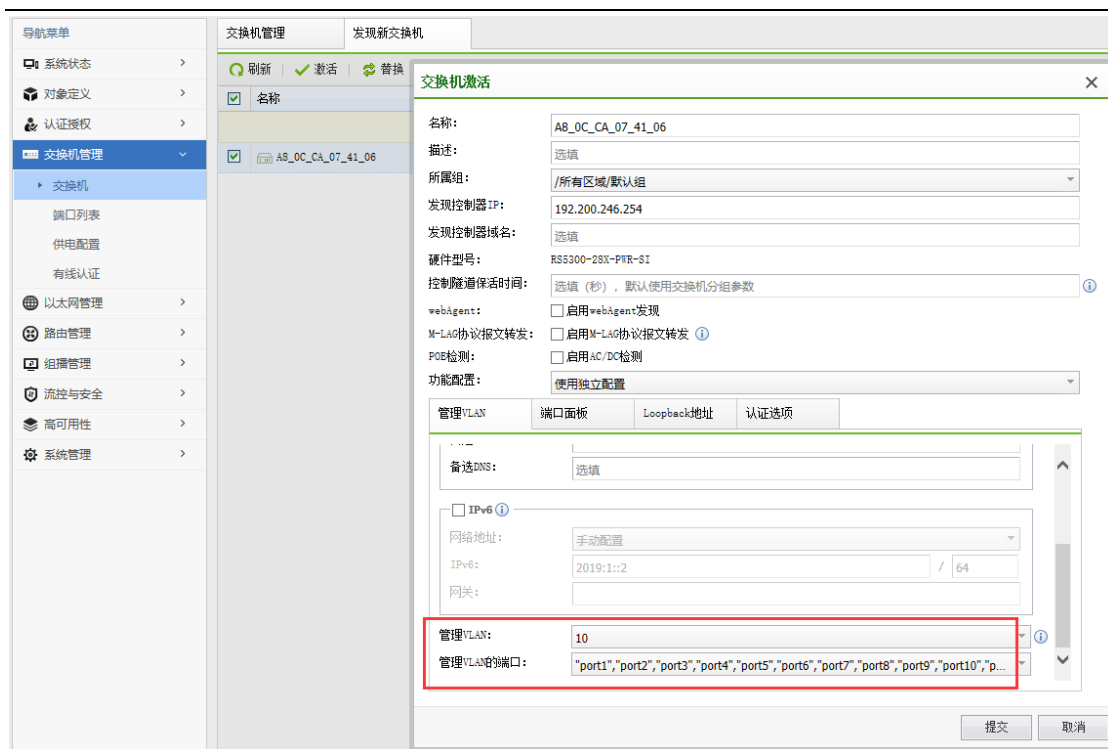 导航菜单
系统状态
对象定义
认证授权
交换机管理
交换机
端口列表
供电配置
有线认证
以太网管理
路由管理
组播管理
流控与安全
高可用性
系统管理
交换机管理 发现新交换机
刷新 激活 替换
名称
A8_0C_CA_07_41_06
交换机激活
名称: A8_0C_CA_07_41_06
描述: 选填
所属组: /所有区域/默认组
发现控制器IP: 192.200.246.254
发现控制器域名: 选填
硬件型号: RS5300-28X-PWR-SI
控制隧道保活时间: 选填（秒），默认使用交换机分组参数
webAgent: 启用webAgent发现
M-LAG协议报文转发: 启用M-LAG协议报文转发
POE检测: 启用AC/DC检测
功能配置: 使用独立配置
管理VLAN 端口面板 Loopback地址 认证选项
备选DNS: 选填
IPv6
网络地址: 手动配置
IPv6: 2019:1::2 / 64
网关:
管理VLAN: 10
管理VLAN的端口: "port1","port2","port3","port4","port5","port6","port7","port8","port9","port10","p...
提交 取消